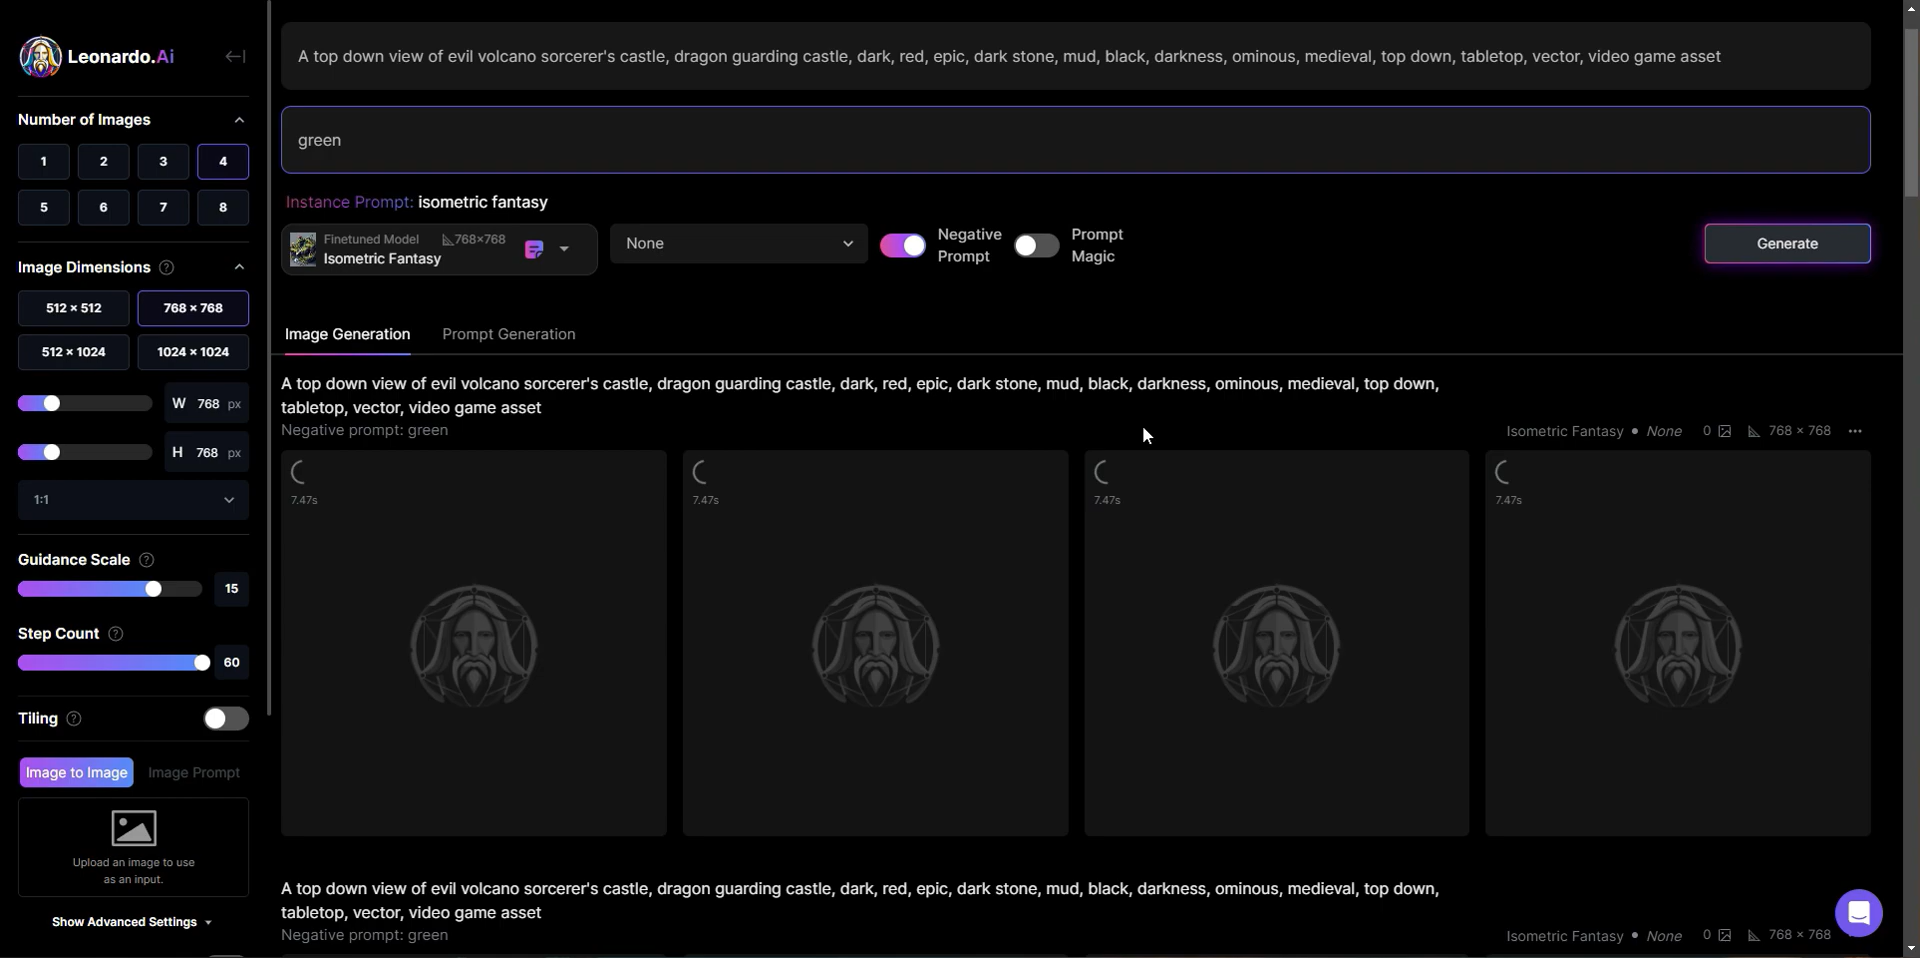 Leonardo.Ai
Number of Images
1
2
3
4
5
6
7
8
Image Dimensions
512 × 512
768 × 768
512 × 1024
1024 × 1024
W 768 px
H 768 px
1:1
Guidance Scale
15
Step Count
60
Tiling
Image to Image
Image Prompt
Upload an image to use
as an input.
Show Advanced Settings
A top down view of evil volcano sorcerer's castle, dragon guarding castle, dark, red, epic, dark stone, mud, black, darkness, ominous, medieval, top down, tabletop, vector, video game asset
green
Instance Prompt: isometric fantasy
Finetuned Model 768×768
Isometric Fantasy
None
Negative
Prompt
Prompt
Magic
Generate
Image Generation
Prompt Generation
A top down view of evil volcano sorcerer's castle, dragon guarding castle, dark, red, epic, dark stone, mud, black, darkness, ominous, medieval, top down,
tabletop, vector, video game asset
Negative prompt: green
Isometric Fantasy • None 0 768 × 768
7.47s
7.47s
7.47s
7.47s
A top down view of evil volcano sorcerer's castle, dragon guarding castle, dark, red, epic, dark stone, mud, black, darkness, ominous, medieval, top down,
tabletop, vector, video game asset
Negative prompt: green
Isometric Fantasy • None 0 768 × 768